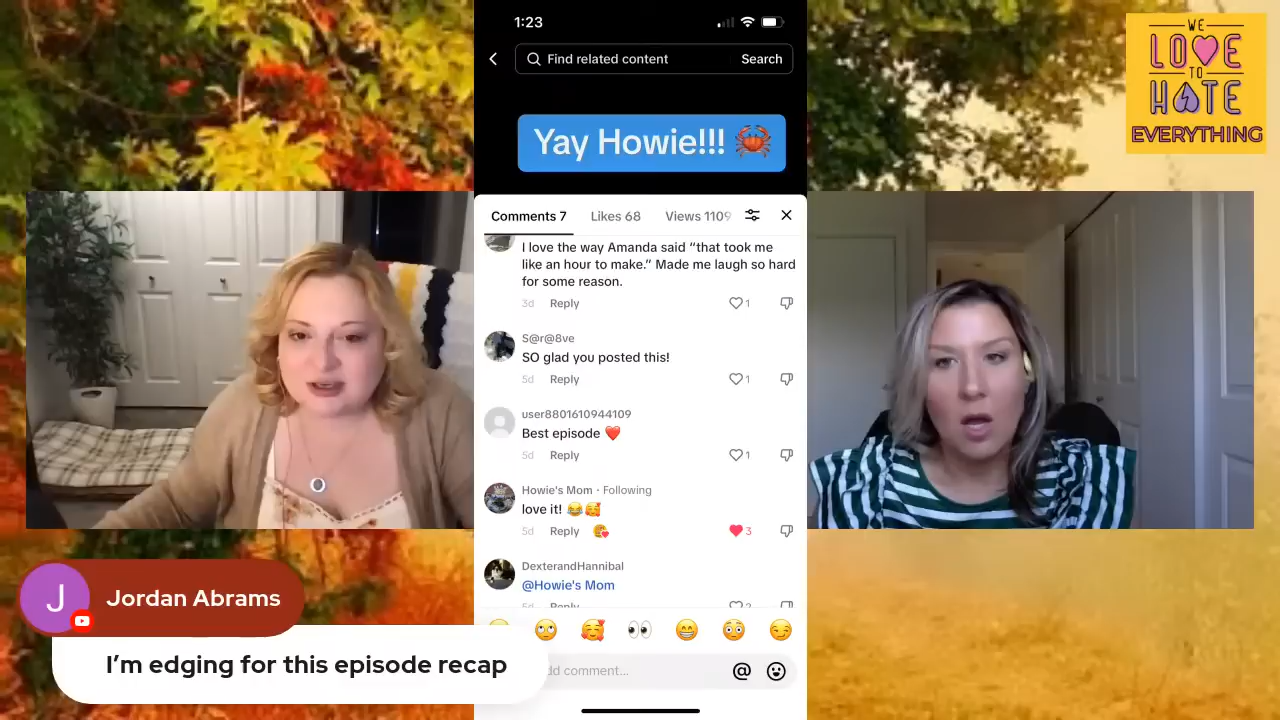 1:23
Find related content
Search
Yay Howie!!! 🦀
Comments 7
Likes 68
Views 1109
I love the way Amanda said “that took me
like an hour to make.” Made me laugh so hard
for some reason.
3d Reply
1
S@r@8ve
SO glad you posted this!
5d Reply
1
user8801610944109
Best episode ❤️
5d Reply
1
Howie's Mom · Following
love it! 😂🥰
5d Reply
3
DexterandHannibal
@Howie's Mom
5d Reply
2
dd comment...
@
WE
LOVE
TO
HATE
EVERYTHING
J
Jordan Abrams
I’m edging for this episode recap